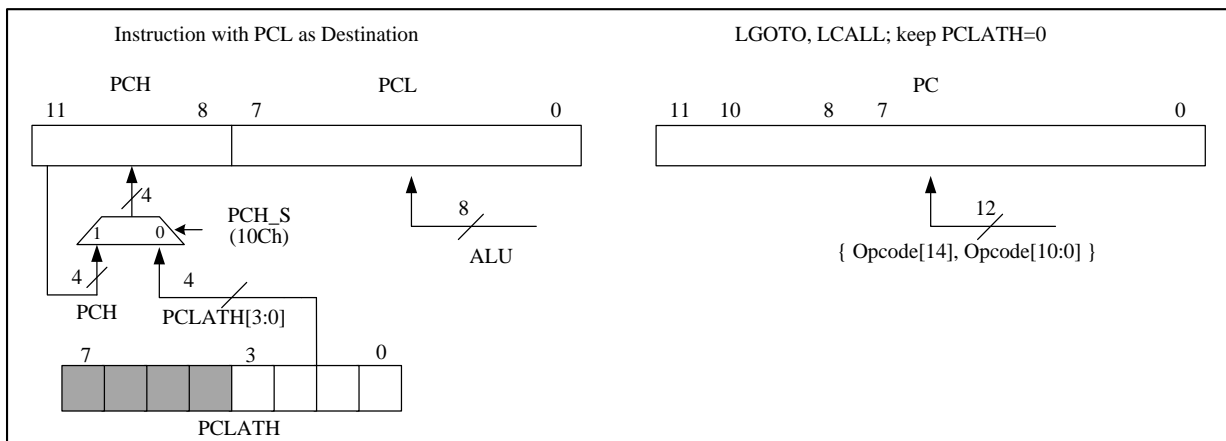 Instruction with PCL as Destination
LGOTO, LCALL; keep PCLATH=0
PCH
PCL
PC
11
8
7
0
11
10
8
7
0
4
8
12
1
0
PCH_S
(10Ch)
ALU
{ Opcode[14], Opcode[10:0] }
4
4
PCH
PCLATH[3:0]
7
3
0
PCLATH